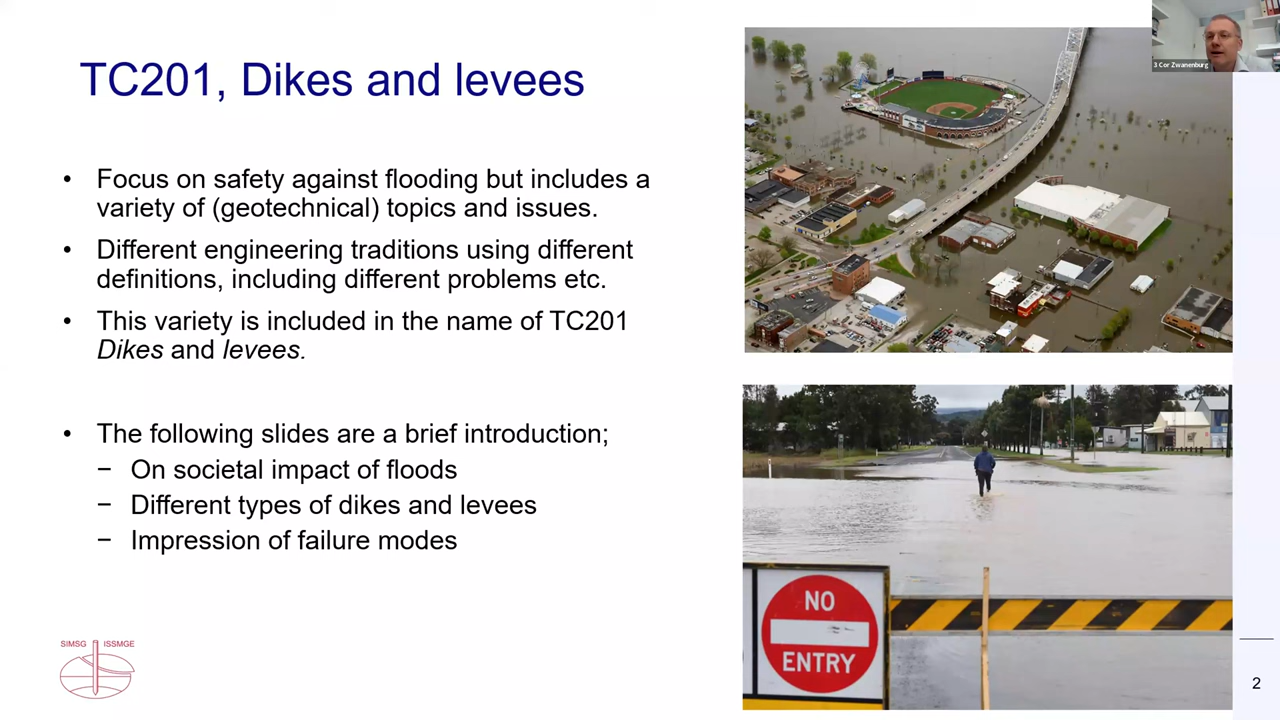 TC201, Dikes and levees
• Focus on safety against flooding but includes a
variety of (geotechnical) topics and issues.
• Different engineering traditions using different
definitions, including different problems etc.
• This variety is included in the name of TC201
Dikes and levees.
• The following slides are a brief introduction;
− On societal impact of floods
− Different types of dikes and levees
− Impression of failure modes
SIMSG ISSMGE
3 Cor Zwanenburg
NO
ENTRY
2